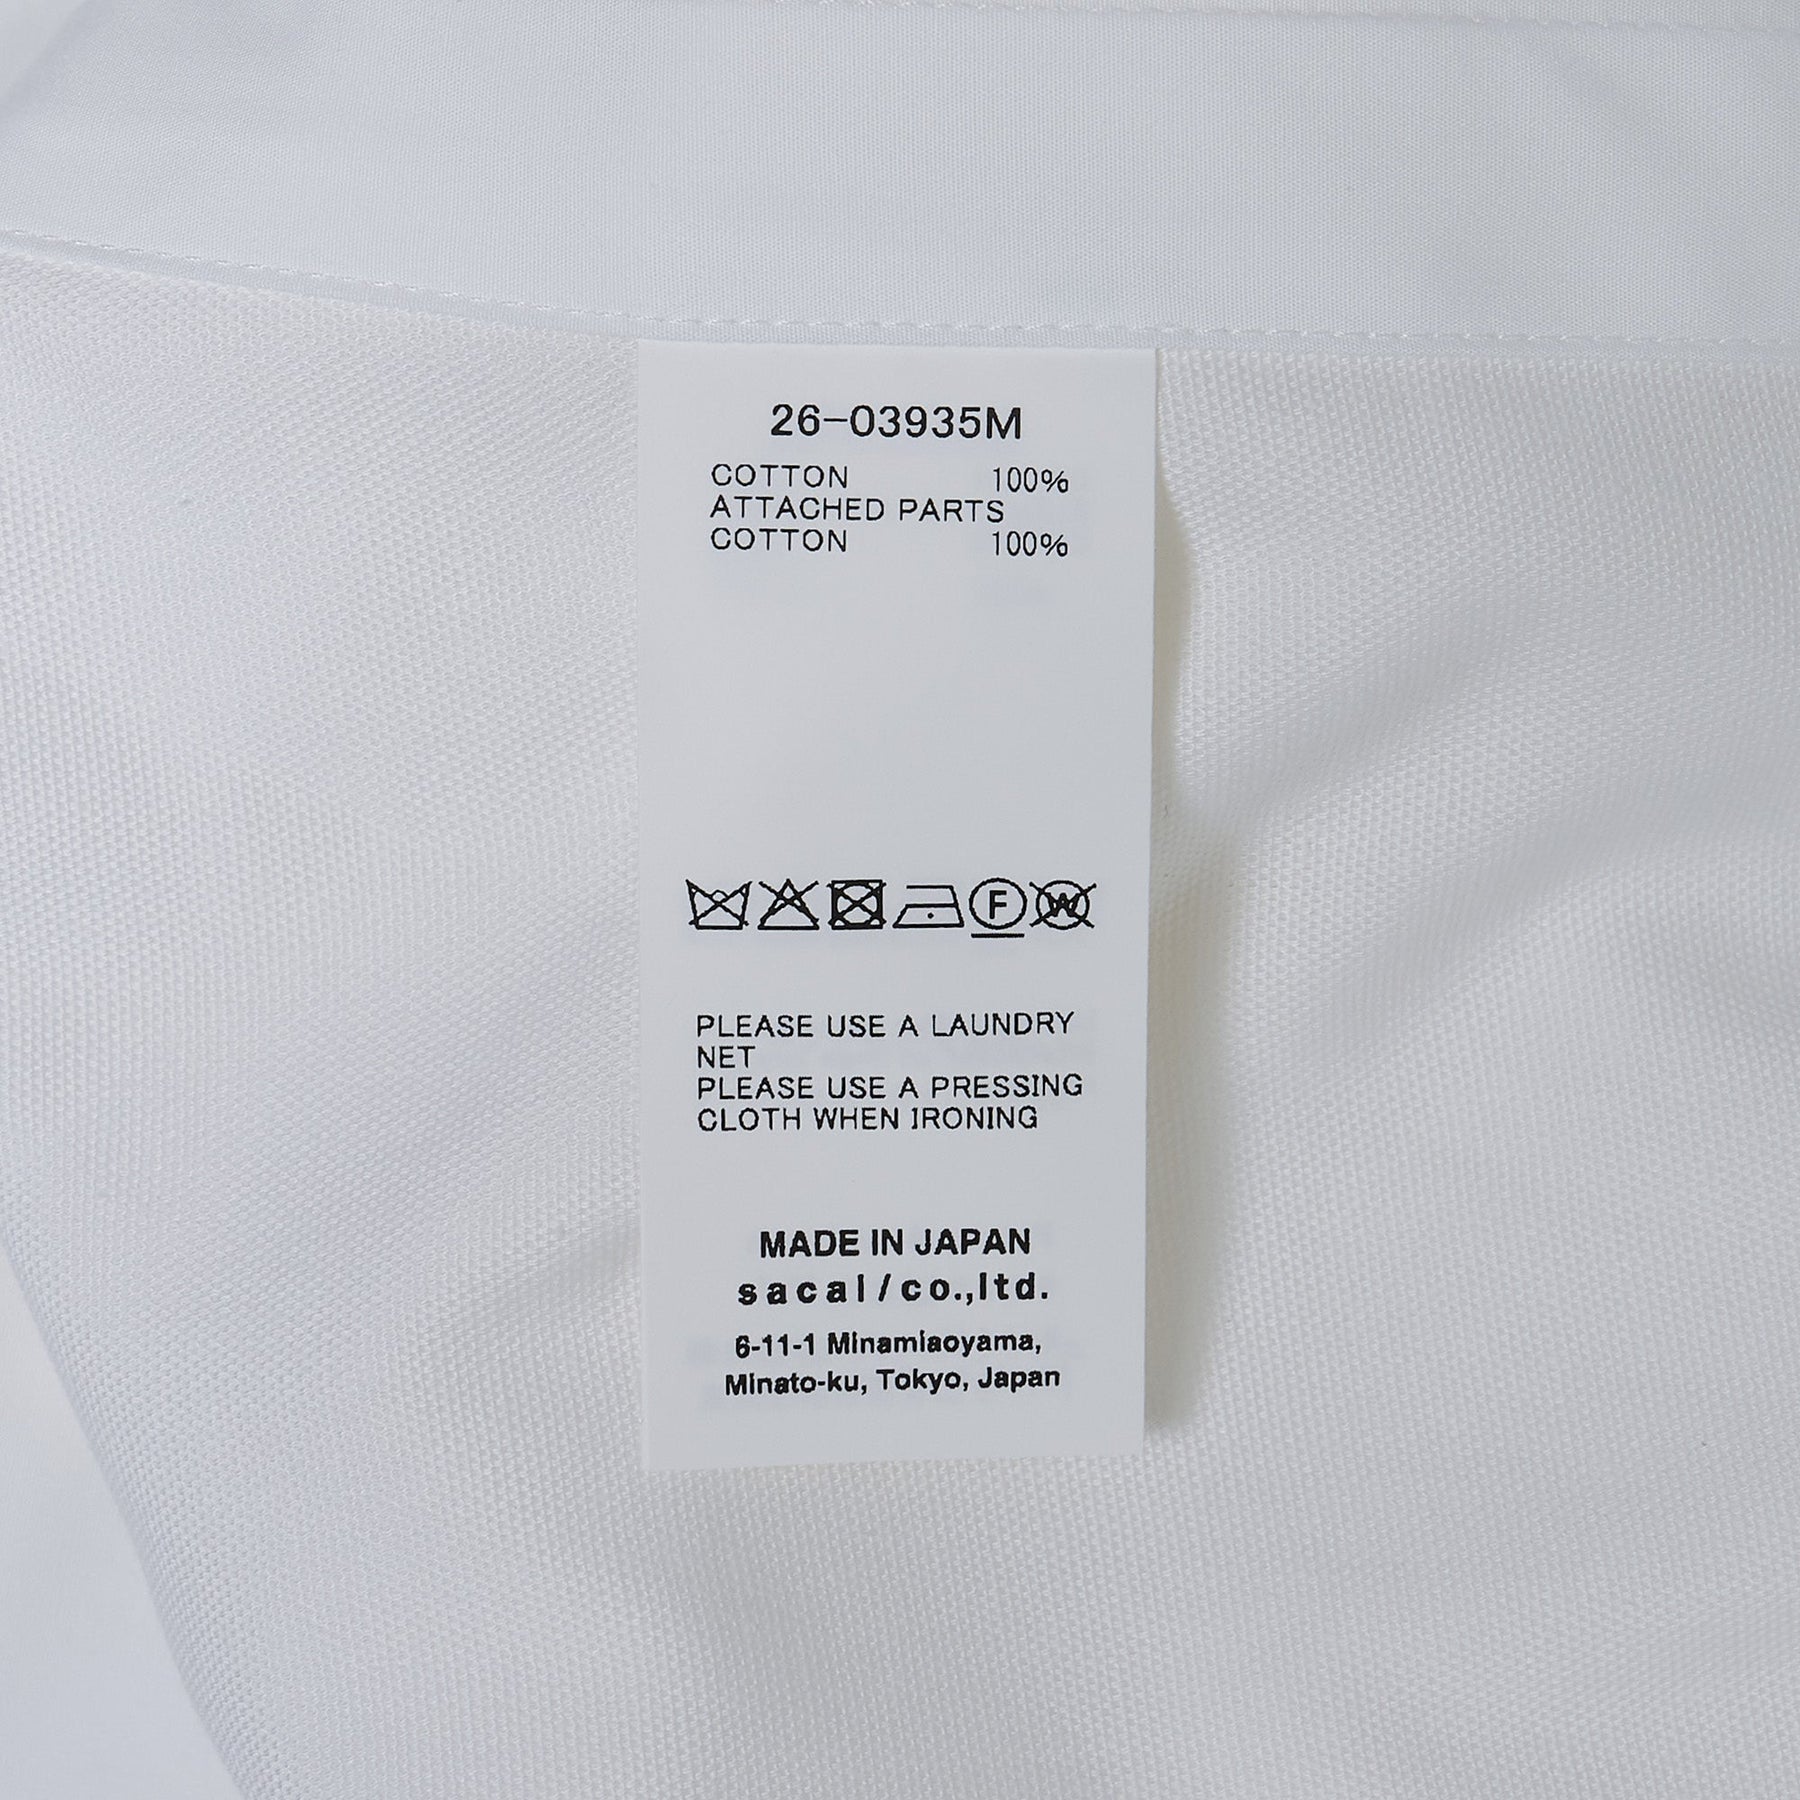 26-03935M
COTTON 100%
ATTACHED PARTS
COTTON 100%
F W
PLEASE USE A LAUNDRY
NET
PLEASE USE A PRESSING
CLOTH WHEN IRONING
MADE IN JAPAN
sacai/co.,ltd.
6-11-1 Minamiaoyama,
Minato-ku, Tokyo, Japan